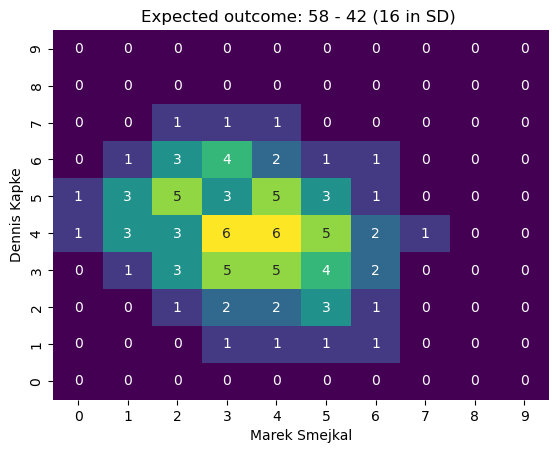 Expected outcome: 58 - 42 (16 in SD)
9 0 0 0 0 0 0 0 0 0 0
8 0 0 0 0 0 0 0 0 0 0
7 0 0 1 1 1 0 0 0 0 0
6 0 1 3 4 2 1 1 0 0 0
5 1 3 5 3 5 3 1 0 0 0
4 1 3 3 6 6 5 2 1 0 0
3 0 1 3 5 5 4 2 0 0 0
2 0 0 1 2 2 3 1 0 0 0
1 0 0 0 1 1 1 1 0 0 0
0 0 0 0 0 0 0 0 0 0 0
0 1 2 3 4 5 6 7 8 9
Dennis Kapke
Marek Smejkal